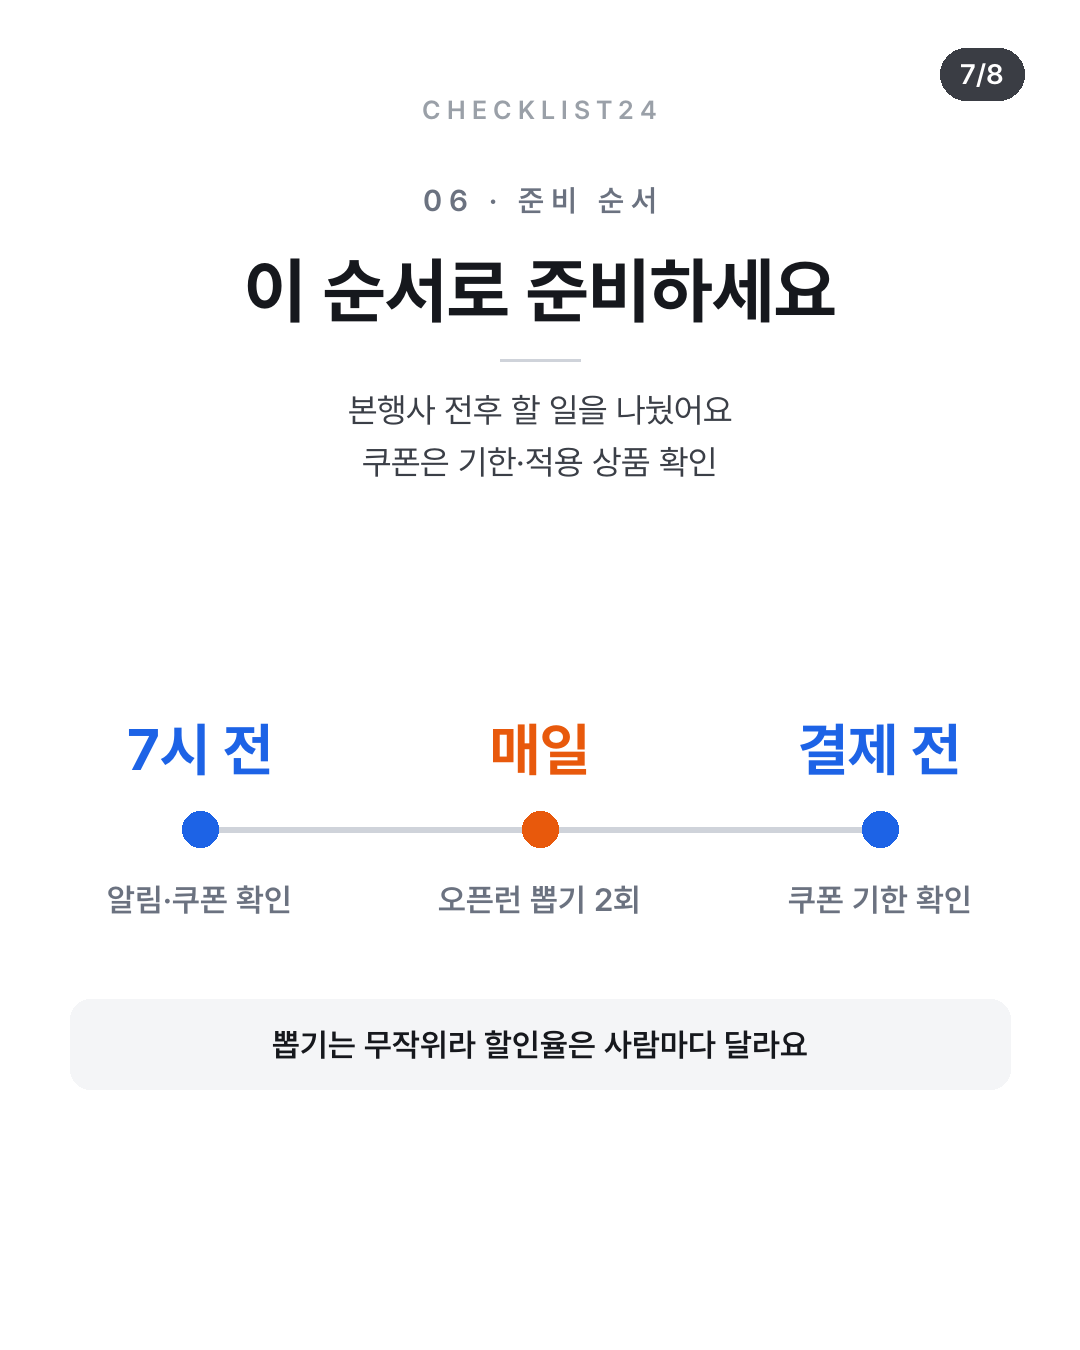 7/8
CHECKLIST24
06 · 준비 순서
이 순서로 준비하세요
본행사 전후 할 일을 나눴어요
쿠폰은 기한·적용 상품 확인
7시 전
매일
결제 전
알림·쿠폰 확인
오픈런 뽑기 2회
쿠폰 기한 확인
뽑기는 무작위라 할인율은 사람마다 달라요